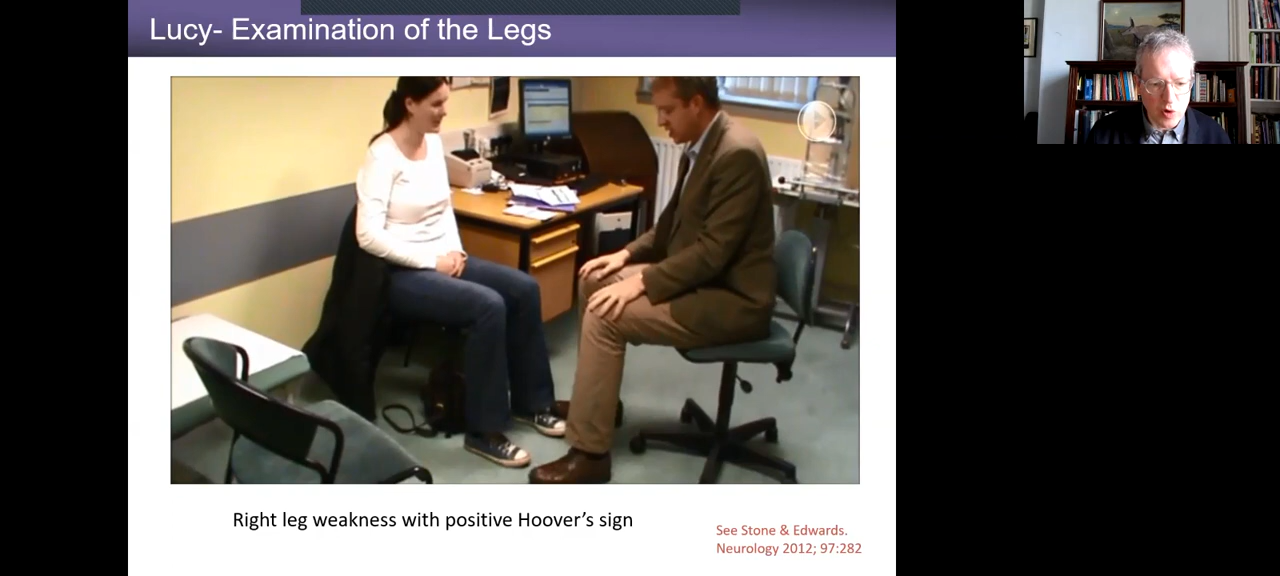 Lucy- Examination of the Legs
Right leg weakness with positive Hoover's sign
See Stone & Edwards.
Neurology 2012; 97:282